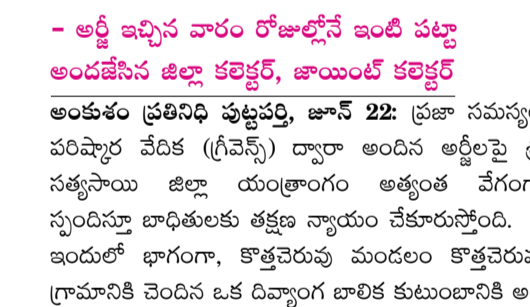 - అర్జీ ఇచ్చిన వారం రోజుల్లోనే ఇంటి పట్టా
అందజేసిన జిల్లా కలెక్టర్, జాయింట్ కలెక్టర్
అంకుశం ప్రతినిధి పుట్టపర్తి, జూన్ 22: ప్రజా సమస్య
పరిష్కార వేదిక (గ్రీవెన్స్) ద్వారా అందిన అర్జీలపై
సత్యసాయి జిల్లా యంత్రాంగం అత్యంత వేగంగ
స్పందిస్తూ బాధితులకు తక్షణ న్యాయం చేకూరుస్తోంది.
ఇందులో భాగంగా, కొత్తచెరువు మండలం కొత్తచెరు
గ్రామానికి చెందిన ఒక దివ్యాంగ బాలిక కుటుంబానికి అ